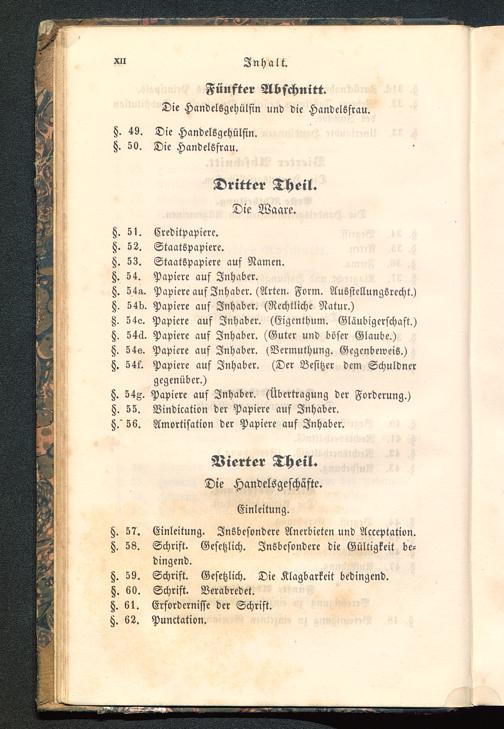 XII
Inhalt.
Fünfter Abschnitt.
Die Handelsgehülfin und die Handelsfrau.
§. 49. Die Handelsgehülfin.
§. 50. Die Handelsfrau.
Dritter Theil.
Die Waare.
§. 51. Creditpapiere.
§. 52. Staatspapiere.
§. 53. Staatspapiere auf Namen.
§. 54. Papiere auf Inhaber.
§. 54a. Papiere auf Inhaber. (Arten. Form. Ausstellungsrecht.)
§. 54b. Papiere auf Inhaber. (Rechtliche Natur.)
§. 54c. Papiere auf Inhaber. (Eigenthum. Gläubigerschaft.)
§. 54d. Papiere auf Inhaber. (Guter und böser Glaube.)
§. 54e. Papiere auf Inhaber. (Vermuthung. Gegenbeweis.)
§. 54f. Papiere auf Inhaber. (Der Besitzer dem Schuldner
gegenüber.)
§. 54g. Papiere auf Inhaber. (Übertragung der Forderung.)
§. 55. Vindication der Papiere auf Inhaber.
§. 56. Amortisation der Papiere auf Inhaber.
Vierter Theil.
Die Handelsgeschäfte.
Einleitung.
§. 57. Einleitung. Insbesondere Anerbieten und Acceptation.
§. 58. Schrift. Gesetzlich. Insbesondere die Gültigkeit be-
dingend.
§. 59. Schrift. Gesetzlich. Die Klagbarkeit bedingend.
§. 60. Schrift. Verabredet.
§. 61. Erfordernisse der Schrift.
§. 62. Punctation.